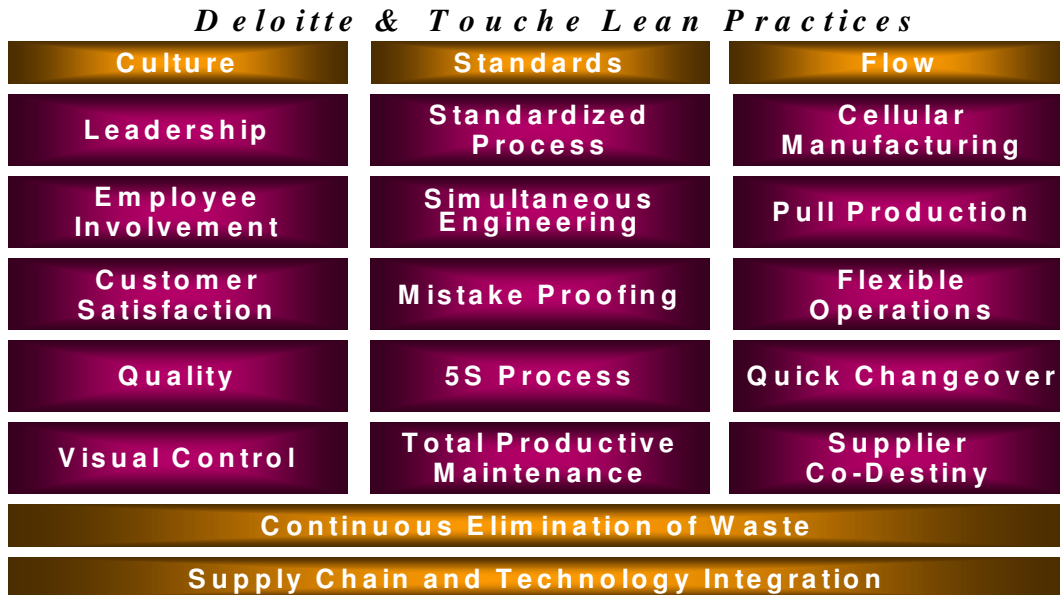 Deloitte & Touche Lean Practices
Culture
Standards
Flow
Leadership
Standardized
Process
Cellular
Manufacturing
Employee
Involvement
Simultaneous
Engineering
Pull Production
Customer
Satisfaction
Mistake Proofing
Flexible
Operations
Quality
5S Process
Quick Changeover
Visual Control
Total Productive
Maintenance
Supplier
Co-Destiny
Continuous Elimination of Waste
Supply Chain and Technology Integration